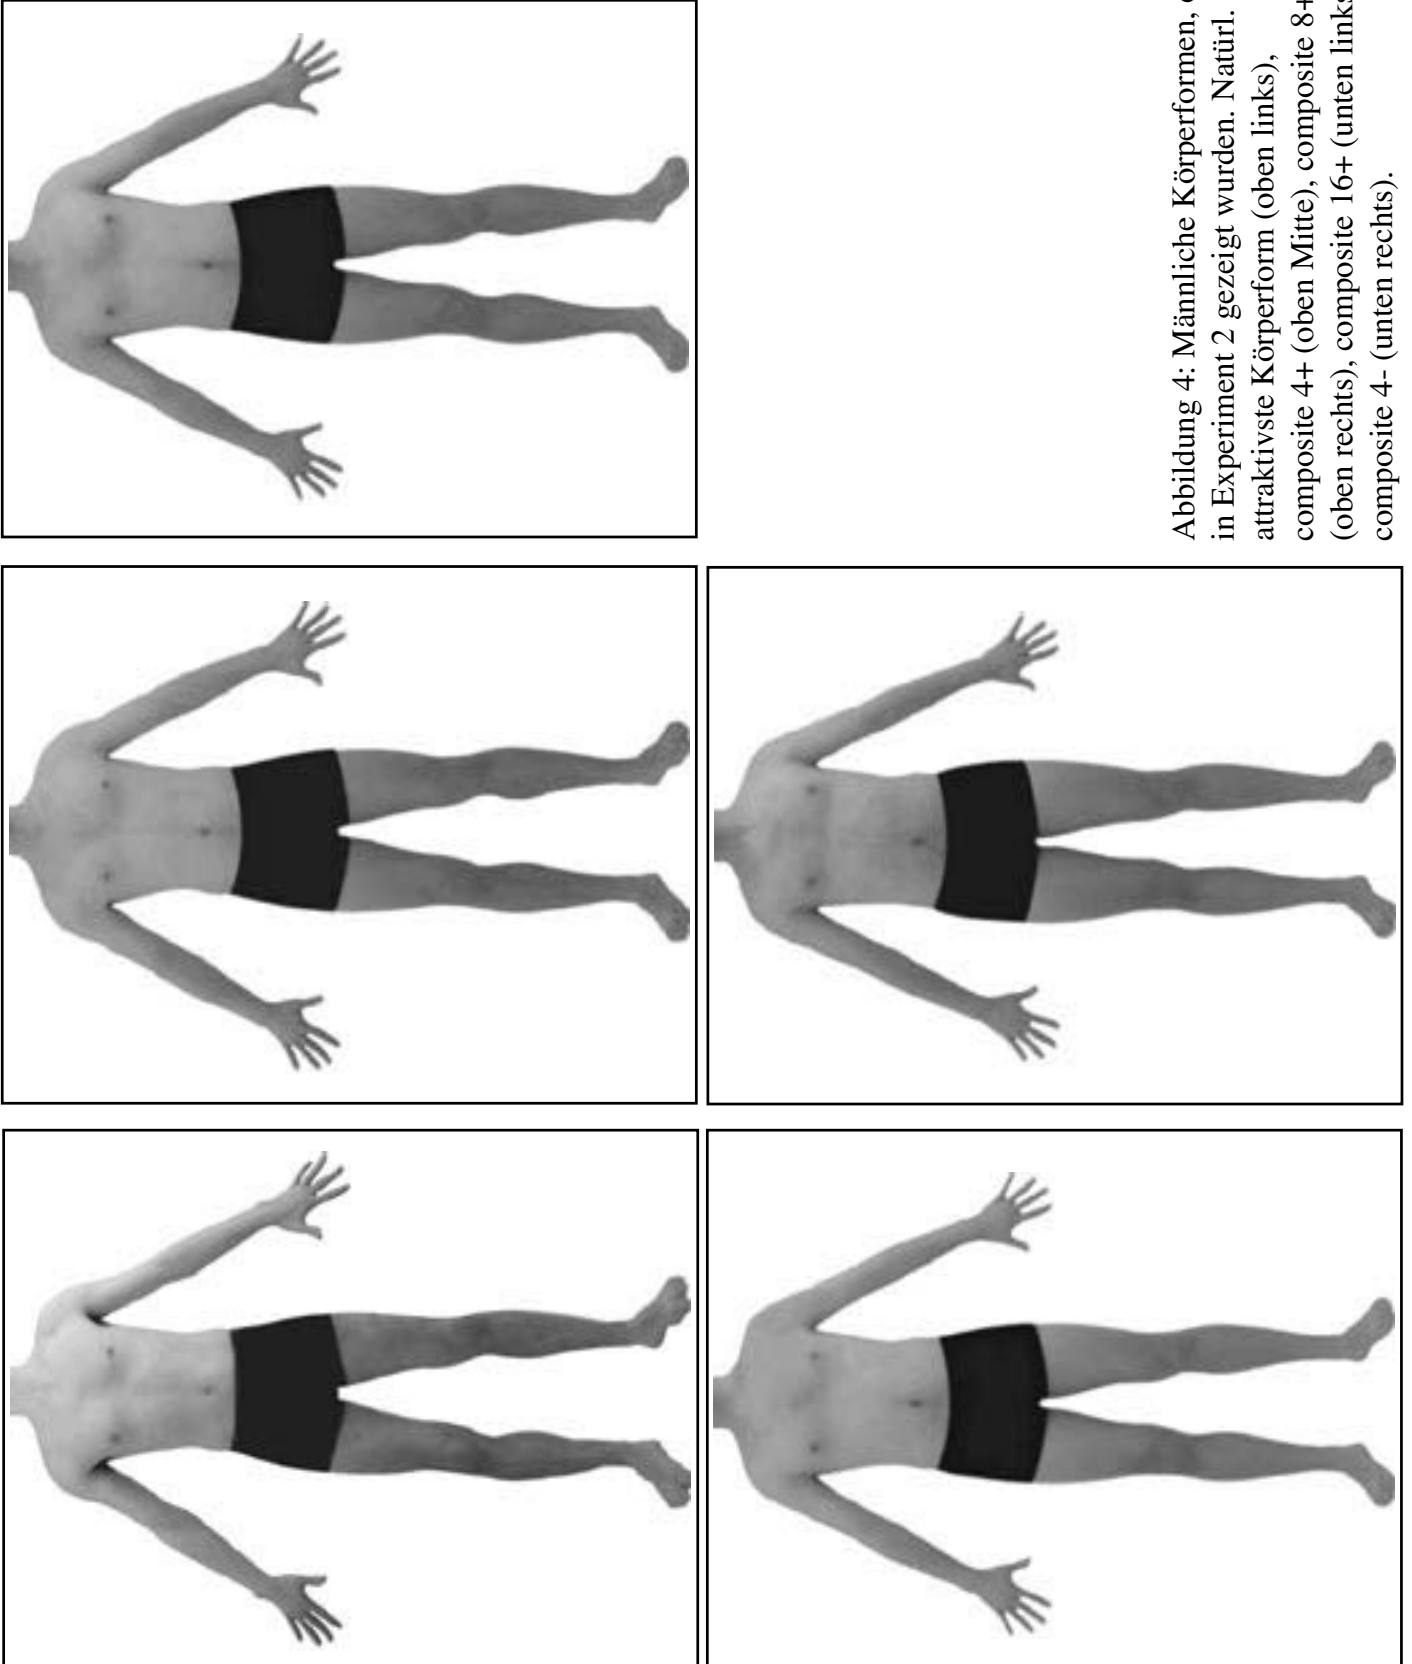 Abbildung 4: Männliche Körperformen,
in Experiment 2 gezeigt wurden. Natürl.
attraktivste Körperform (oben links),
composite 4+ (oben Mitte), composite 8+
(oben rechts), composite 16+ (unten links
composite 4- (unten rechts).